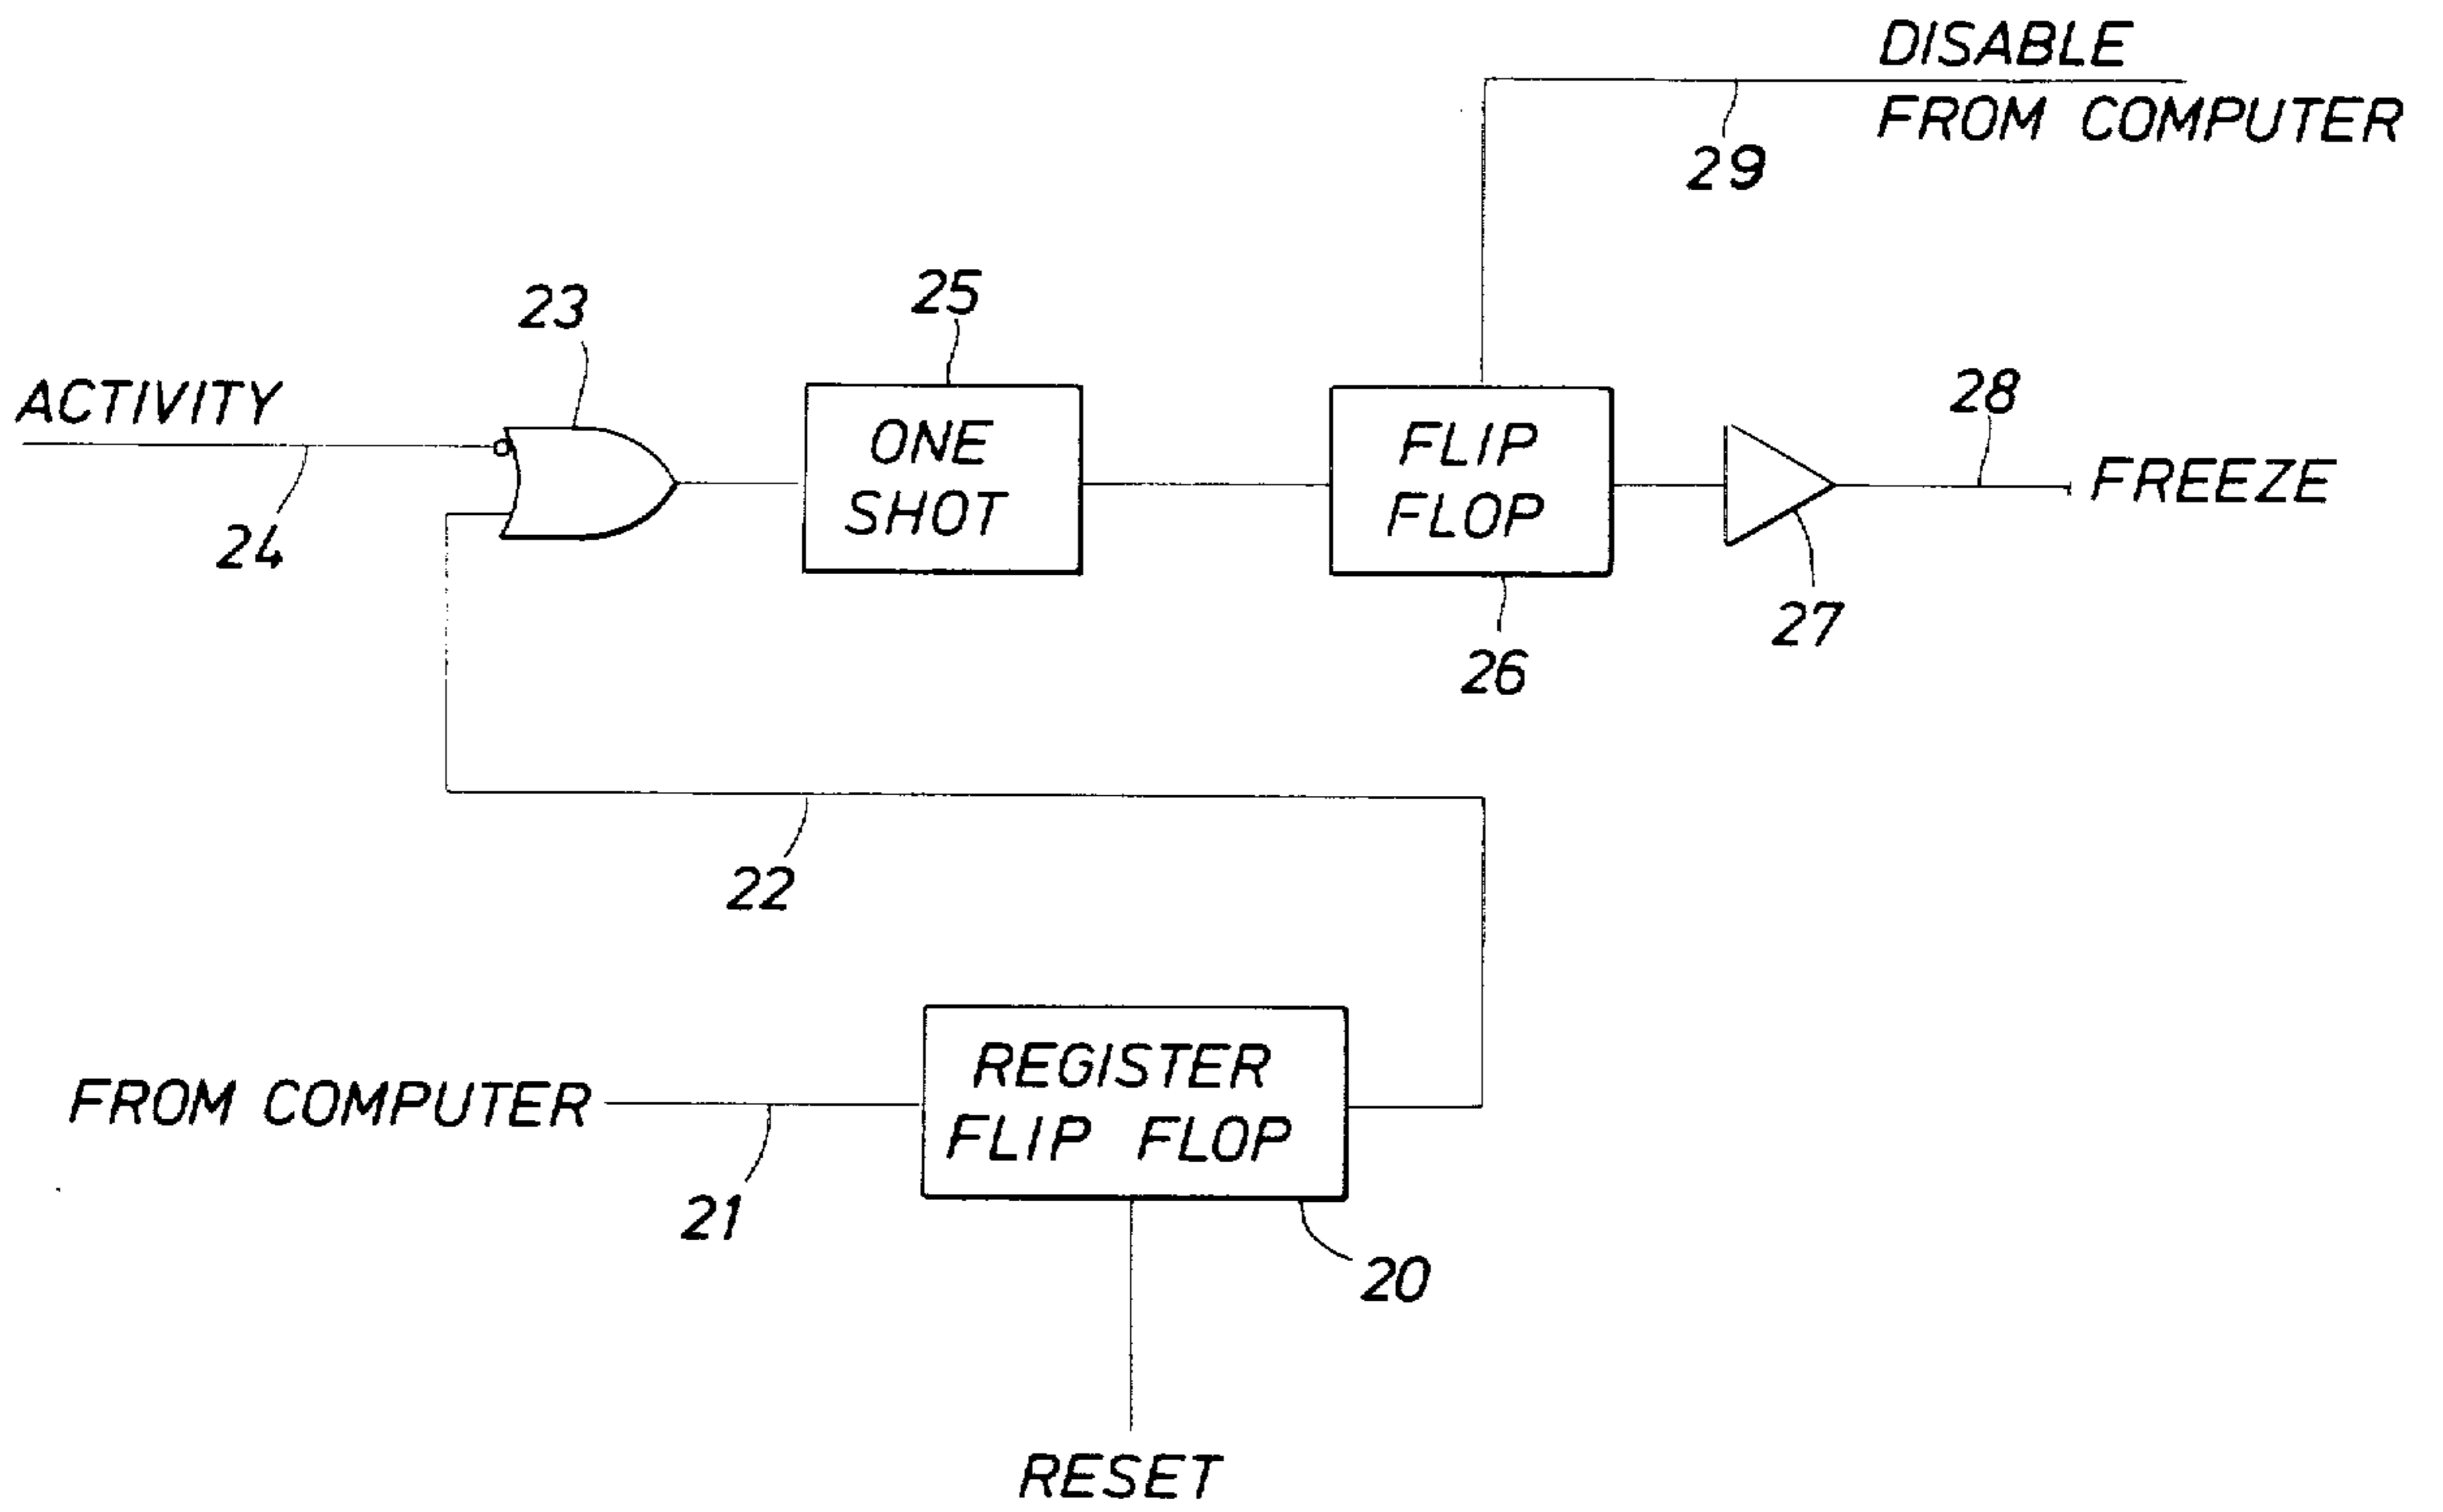 DISABLE
FROM COMPUTER
29
23
25
ACTIVITY
24
ONE
SHOT
FLIP
FLOP
28
FREEZE
27
26
22
FROM COMPUTER
21
REGISTER
FLIP FLOP
20
RESET